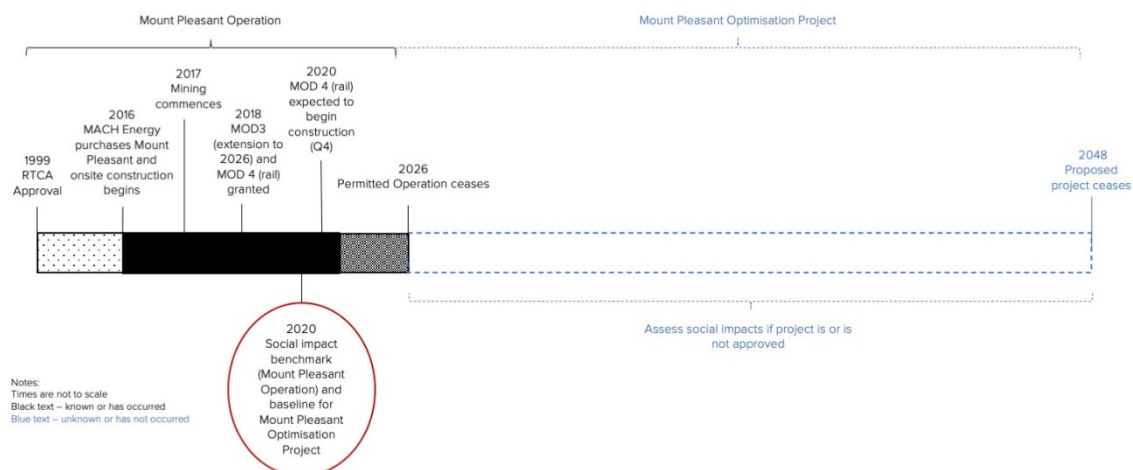 Mount Pleasant Operation
Mount Pleasant Optimisation Project
1999
RTCA
Approval
2016
MACH Energy
purchases Mount
Pleasant and
onsite construction
begins
2017
Mining
commences
2018
MOD3
(extension to
2026) and
MOD 4 (rail)
granted
2020
MOD 4 (rail)
expected to
begin
construction
(Q4)
2026
Permitted Operation ceases
2048
Proposed
project ceases
2020
Social impact
benchmark
(Mount Pleasant
Operation) and
baseline for
Mount Pleasant
Optimisation
Project
Assess social impacts if project is or is
not approved
Notes:
Times are not to scale
Black text – known or has occurred
Blue text – unknown or has not occurred